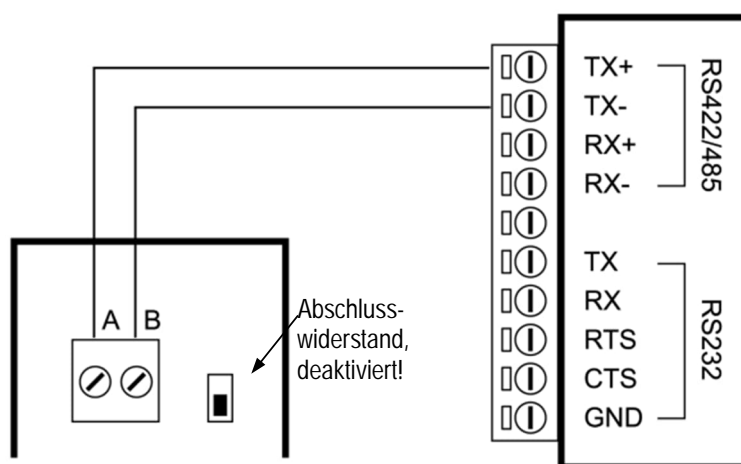 TX+
TX-
RX+
RX-
RS422/485
TX
RX
RTS
CTS
GND
RS232
A B
Abschluss-
widerstand,
deaktiviert!